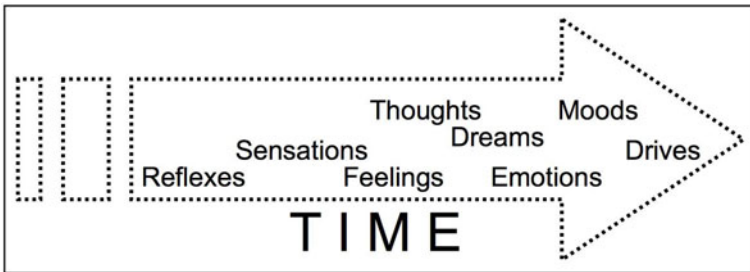 Thoughts Moods
Dreams
Sensations Drives
Reflexes Feelings Emotions
TIME